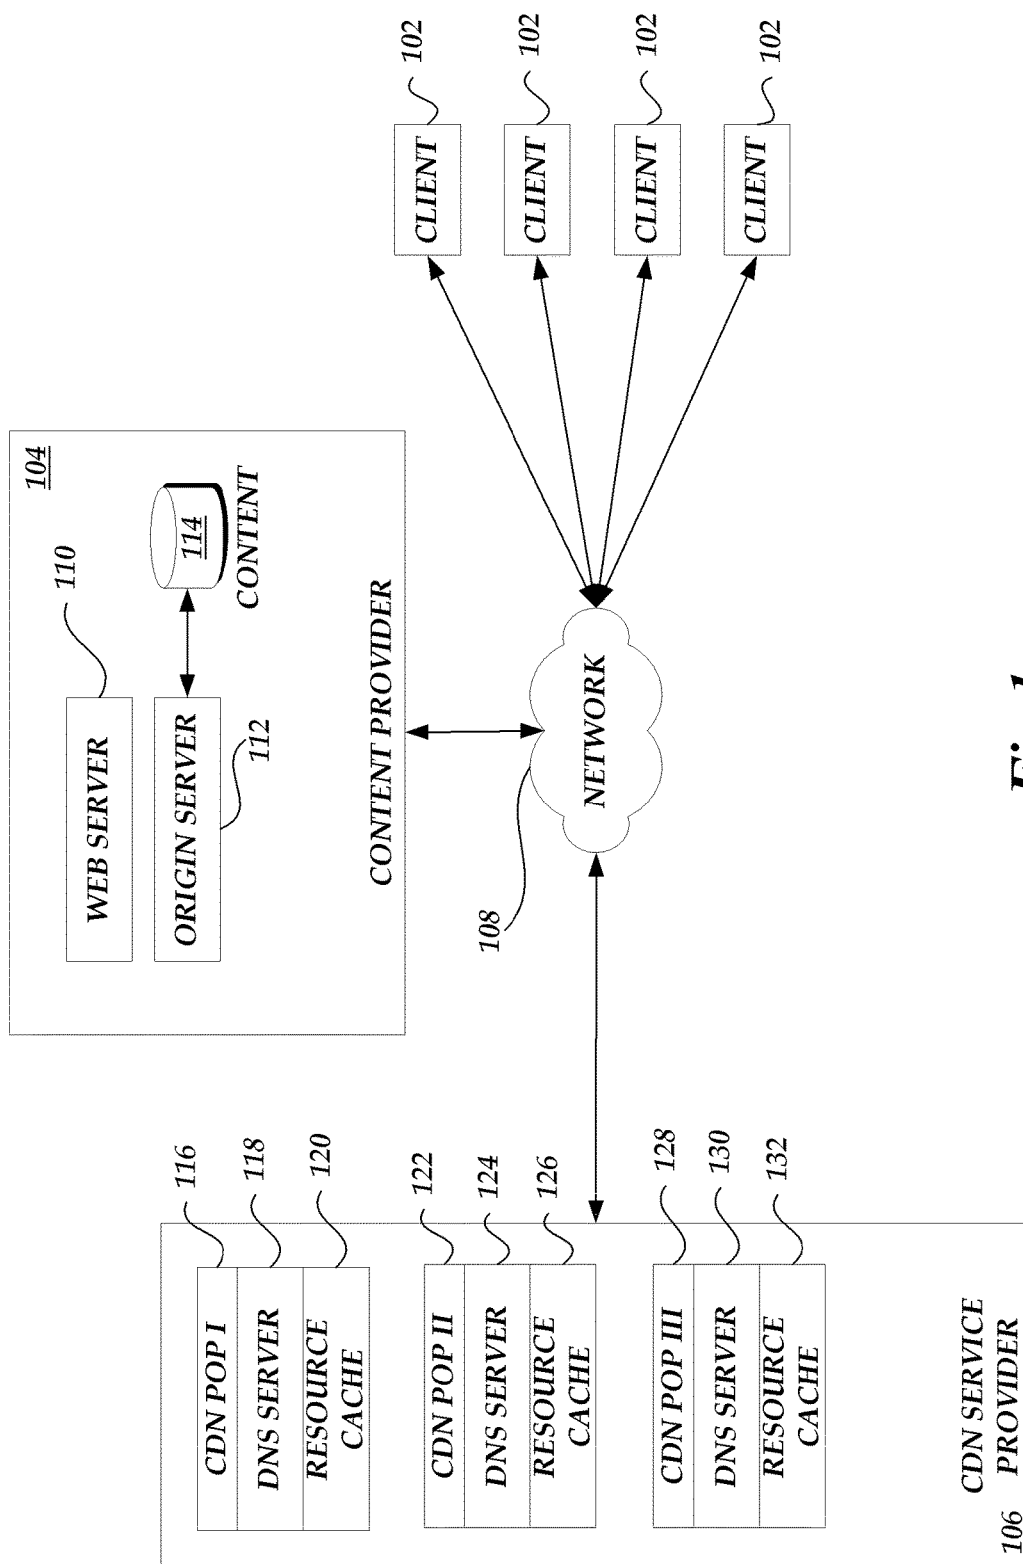 104
WEB SERVER
110
ORIGIN SERVER
112
114
CONTENT
CONTENT PROVIDER
CDN POP I
116
DNS SERVER
118
RESOURCE
CACHE
120
CDN POP II
122
DNS SERVER
124
RESOURCE
CACHE
126
CDN POP III
128
DNS SERVER
130
RESOURCE
CACHE
132
CDN SERVICE
PROVIDER
106
NETWORK
108
CLIENT
102
CLIENT
102
CLIENT
102
CLIENT
102